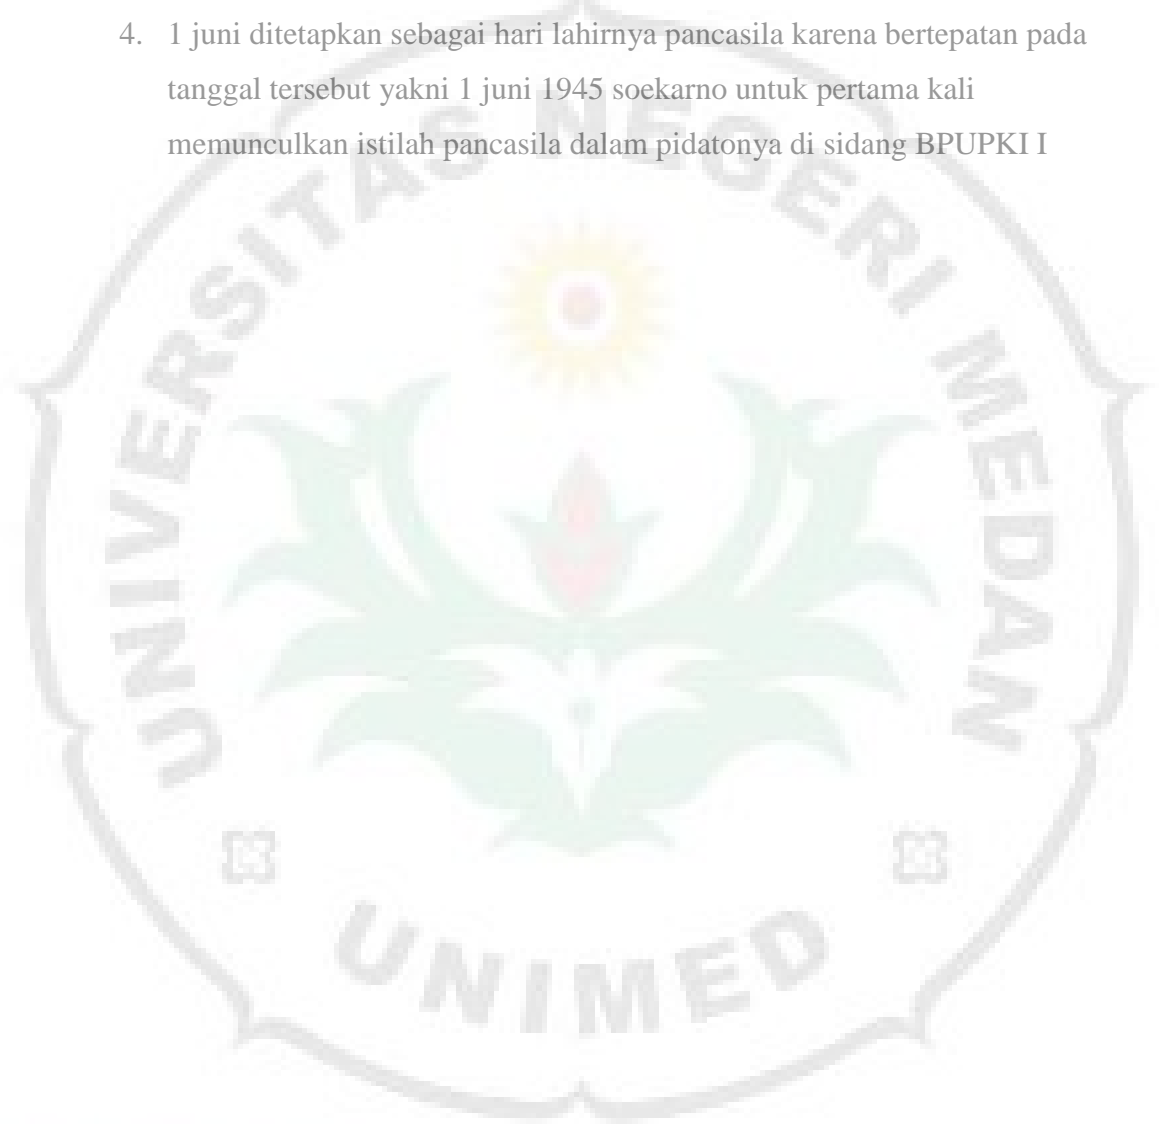 4. 1 juni ditetapkan sebagai hari lahirnya pancasila karena bertepatan pada
tanggal tersebut yakni 1 juni 1945 soekarno untuk pertama kali
memunculkan istilah pancasila dalam pidatonya di sidang BPUPKI I
UNIVERSITAS NEGERI MEDAN
UNIMED